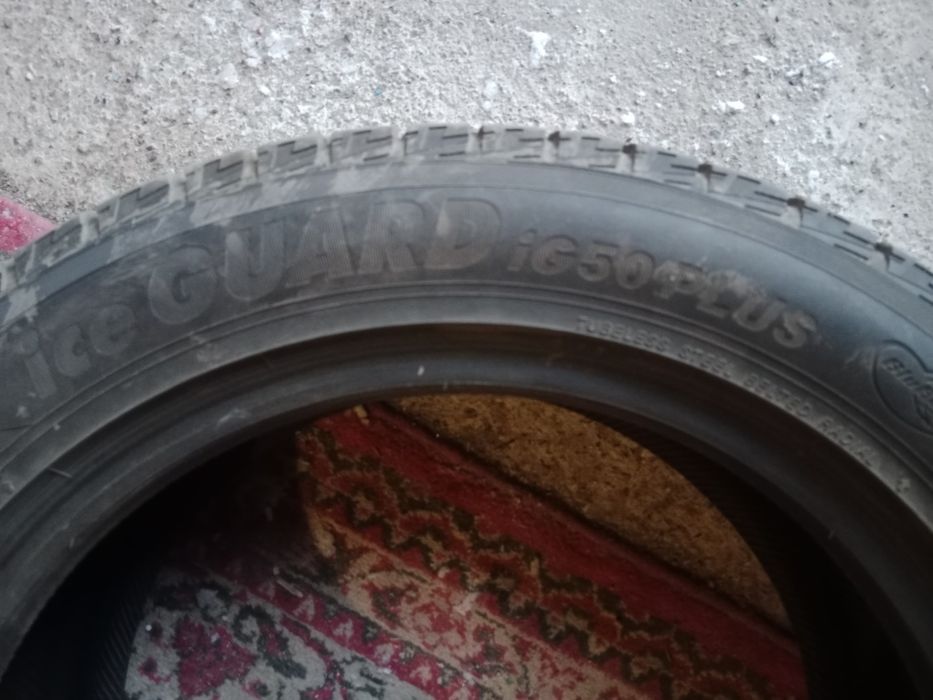 ice GUARD iG50 PLUS
TUBELESS STEEL BELTED RADIAL